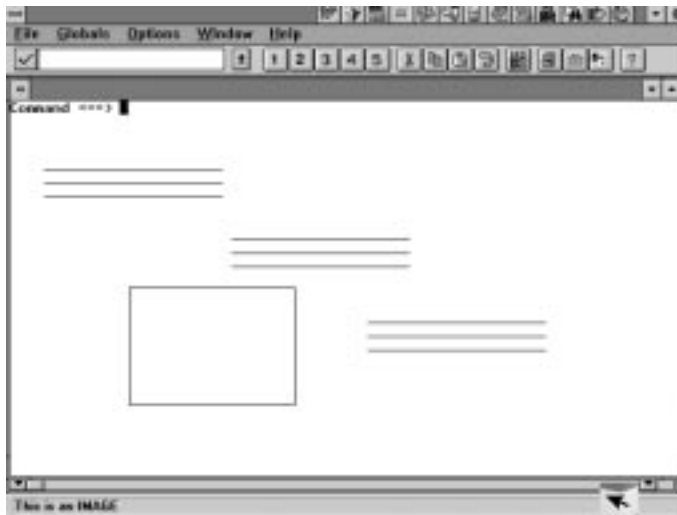 File Globals Options Window Help
1 2 3 4 5 ?
Command ===>
This is an IMAGE